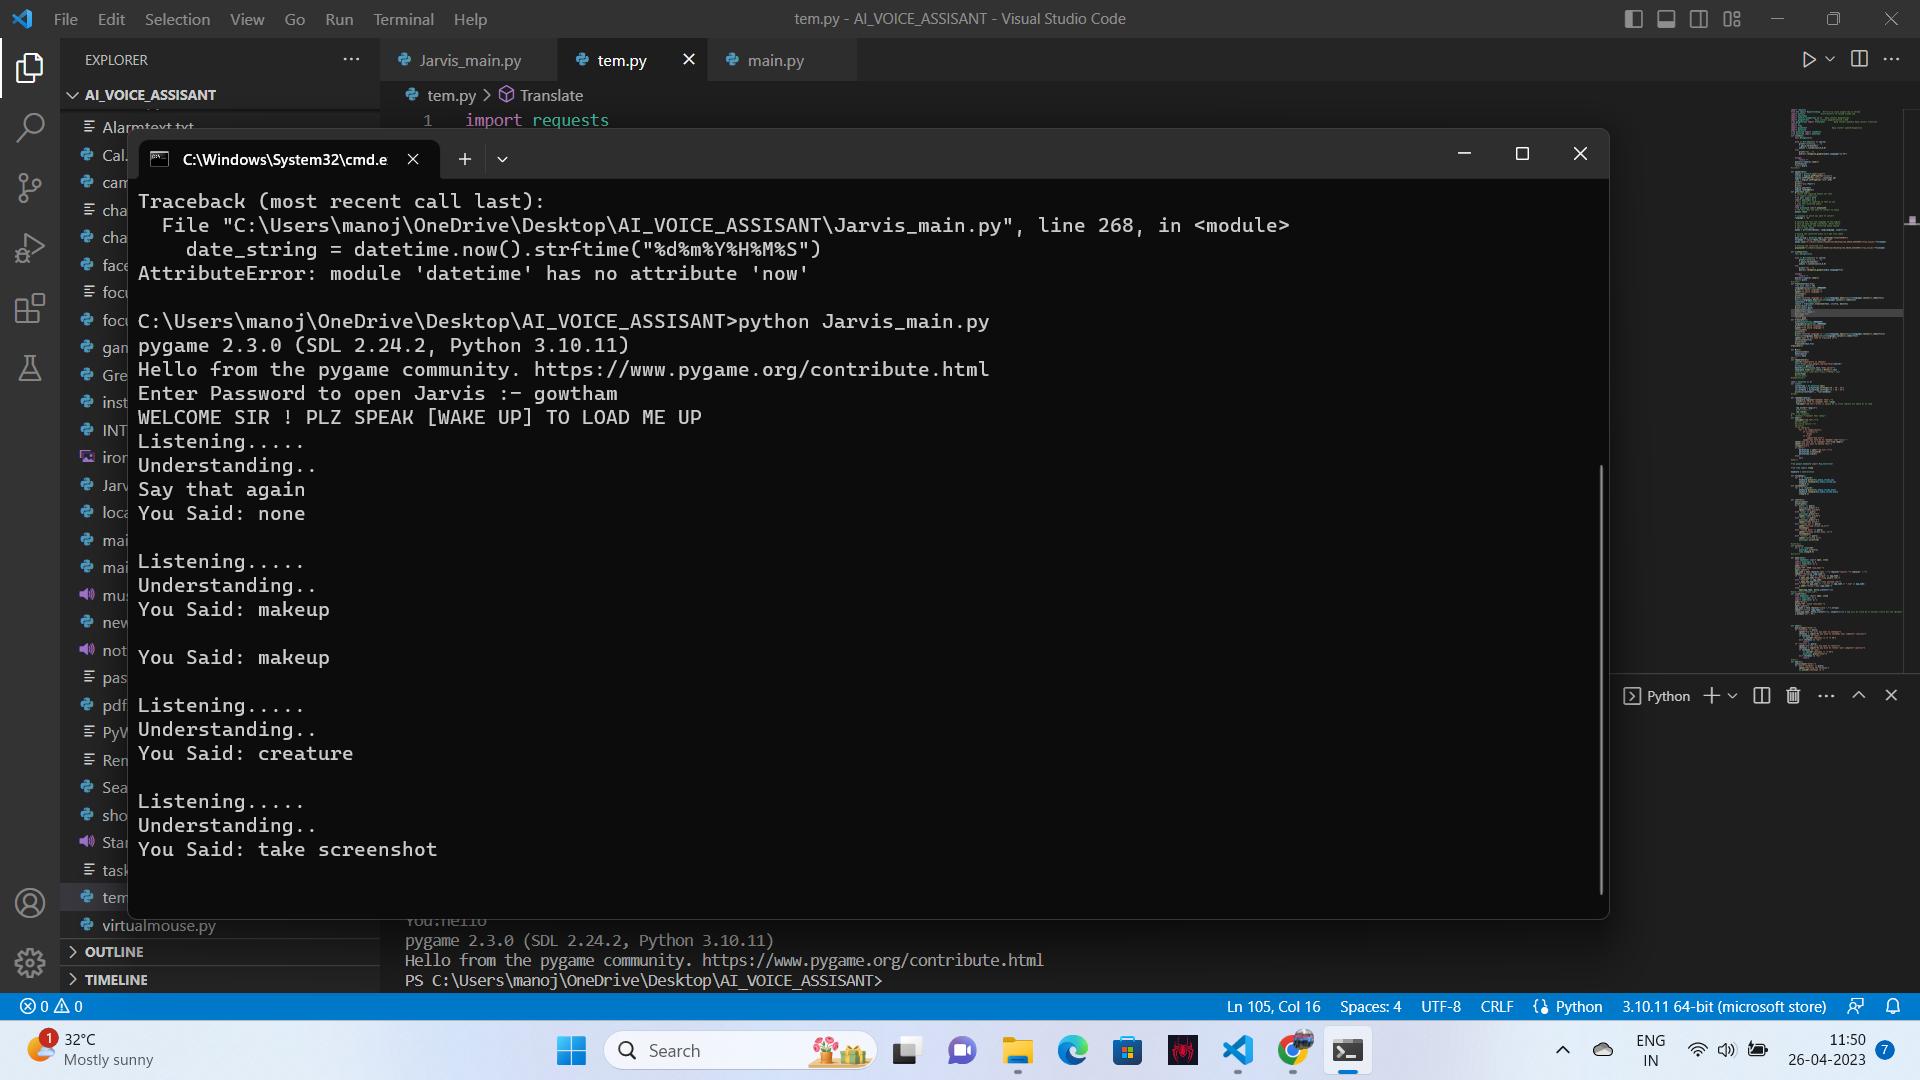 File Edit Selection View Go Run Terminal Help
tem.py - AI_VOICE_ASSISANT - Visual Studio Code
EXPLORER
Jarvis_main.py
tem.py
main.py
AI_VOICE_ASSISANT
tem.py > Translate
1 import requests
Alarmtext.txt
Cal.
cam
cha
cha
face
focu
focu
gam
Gre
inst
INT
iron
Jarv
loca
mai
mai
mus
new
not
pas
pdf
PyW
Rem
Sea
sho
Star
task
tem
virtualmouse.py
OUTLINE
TIMELINE
C:\Windows\System32\cmd.e
Traceback (most recent call last):
File "C:\Users\manoj\OneDrive\Desktop\AI_VOICE_ASSISANT\Jarvis_main.py", line 268, in <module>
date_string = datetime.now().strftime("%d%m%Y%H%M%S")
AttributeError: module 'datetime' has no attribute 'now'
C:\Users\manoj\OneDrive\Desktop\AI_VOICE_ASSISANT>python Jarvis_main.py
pygame 2.3.0 (SDL 2.24.2, Python 3.10.11)
Hello from the pygame community. https://www.pygame.org/contribute.html
Enter Password to open Jarvis :- gowtham
WELCOME SIR ! PLZ SPEAK [WAKE UP] TO LOAD ME UP
Listening.....
Understanding..
Say that again
You Said: none
Listening.....
Understanding..
You Said: makeup
You Said: makeup
Listening.....
Understanding..
You Said: creature
Listening.....
Understanding..
You Said: take screenshot
Python
You:hello
pygame 2.3.0 (SDL 2.24.2, Python 3.10.11)
Hello from the pygame community. https://www.pygame.org/contribute.html
PS C:\Users\manoj\OneDrive\Desktop\AI_VOICE_ASSISANT>
0 0
Ln 105, Col 16 Spaces: 4 UTF-8 CRLF Python 3.10.11 64-bit (microsoft store)
1
32°C
Mostly sunny
Search
ENG
IN
11:50
26-04-2023
7